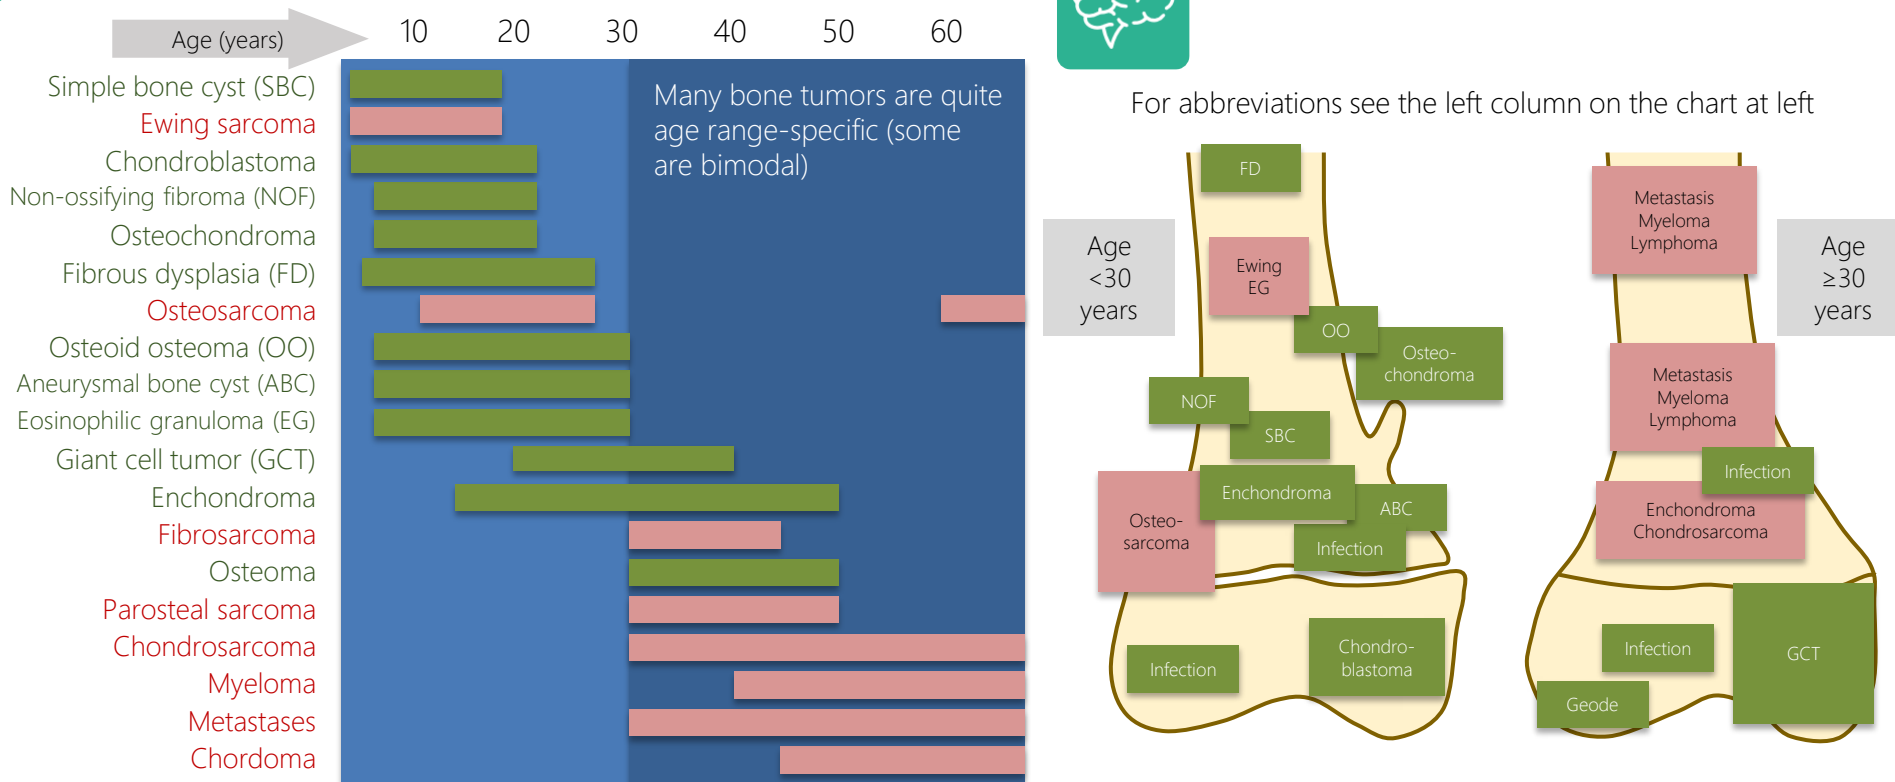 Age (years)
10 20 30 40 50 60
Simple bone cyst (SBC)
Ewing sarcoma
Chondroblastoma
Non-ossifying fibroma (NOF)
Osteochondroma
Fibrous dysplasia (FD)
Osteosarcoma
Osteoid osteoma (OO)
Aneurysmal bone cyst (ABC)
Eosinophilic granuloma (EG)
Giant cell tumor (GCT)
Enchondroma
Fibrosarcoma
Osteoma
Parosteal sarcoma
Chondrosarcoma
Myeloma
Metastases
Chordoma
Many bone tumors are quite
age range-specific (some
are bimodal)
For abbreviations see the left column on the chart at left
Age
<30
years
FD
Ewing
EG
OO
Osteo-
chondroma
NOF
SBC
Enchondroma
ABC
Osteo-
sarcoma
Infection
Infection
Chondro-
blastoma
Age
≥30
years
Metastasis
Myeloma
Lymphoma
Metastasis
Myeloma
Lymphoma
Infection
Enchondroma
Chondrosarcoma
Infection
GCT
Geode